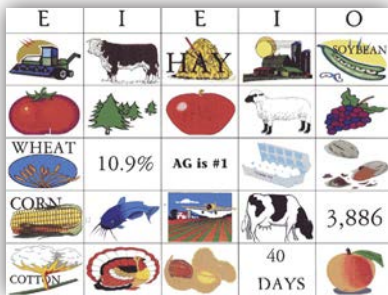 E I E I O
HAY
SOYBEAN
WHEAT
10.9%
AG is #1
CORN
3,886
COTTON
40
DAYS